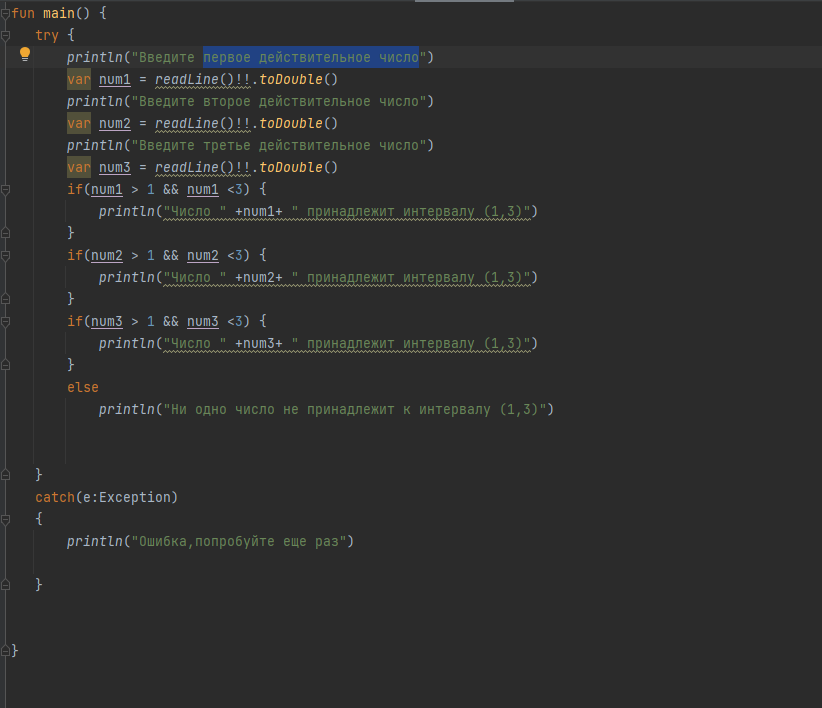 fun main() {
    try {
        println("Введите первое действительное число")
        var num1 = readLine()!!.toDouble()
        println("Введите второе действительное число")
        var num2 = readLine()!!.toDouble()
        println("Введите третье действительное число")
        var num3 = readLine()!!.toDouble()
        if(num1 > 1 && num1 <3) {
            println("Число " +num1+ " принадлежит интервалу (1,3)")
        }
        if(num2 > 1 && num2 <3) {
            println("Число " +num2+ " принадлежит интервалу (1,3)")
        }
        if(num3 > 1 && num3 <3) {
            println("Число " +num3+ " принадлежит интервалу (1,3)")
        }
        else
            println("Ни одно число не принадлежит к интервалу (1,3)")
    }
    catch(e:Exception)
    {
        println("Ошибка,попробуйте еще раз")
    }
}